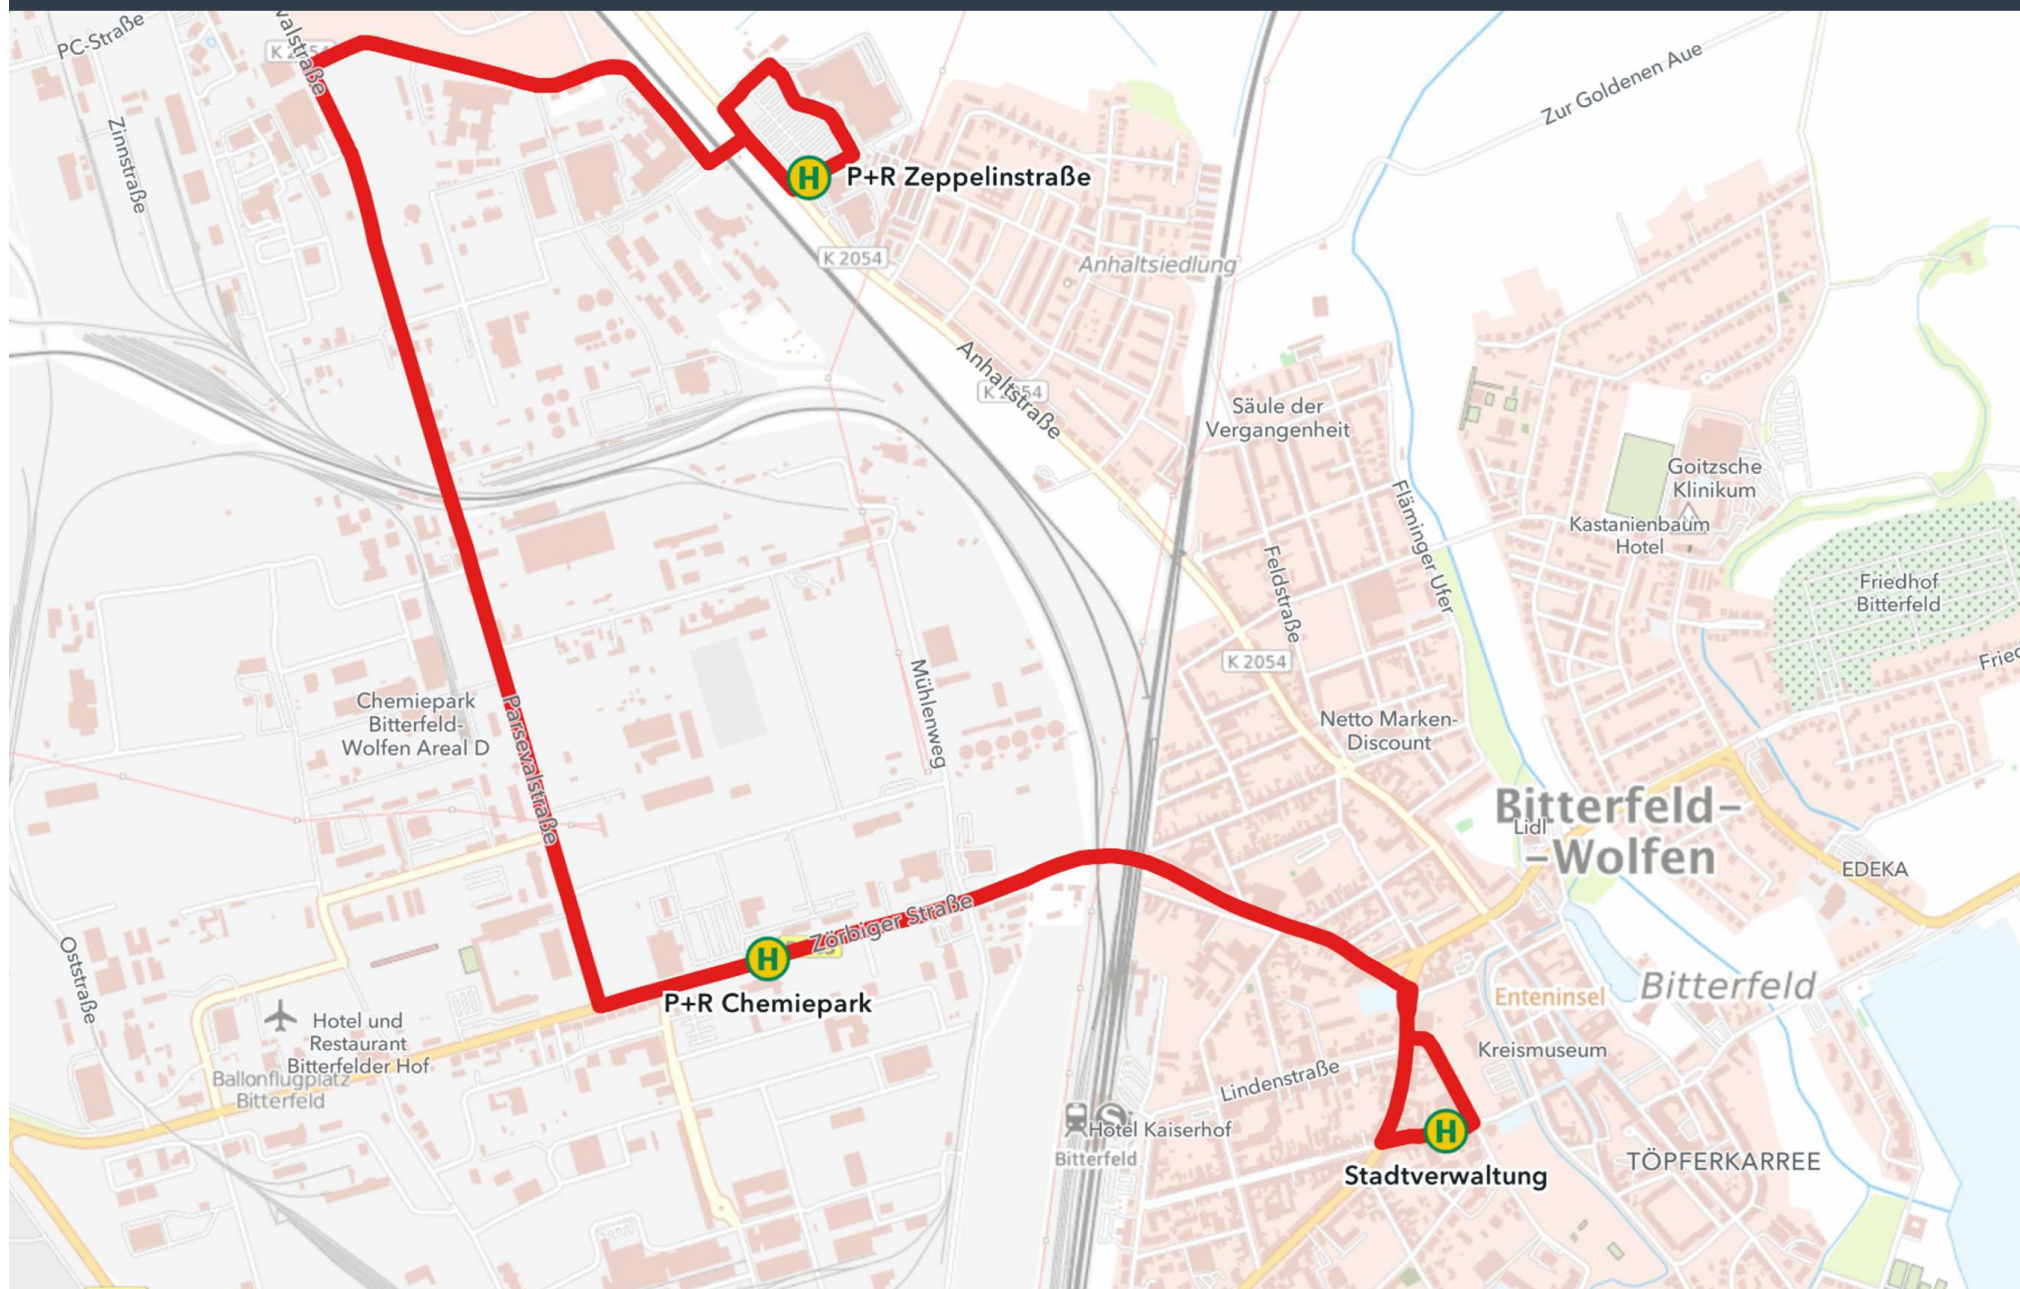 PC-Straße
valstraße
Zinnstraße
H
P+R Zeppelinstraße
K 2054
Zur Goldenen Aue
Anhaltsiedlung
Anhaltstraße
Säule der
Vergangenheit
Goitzsche
Klinikum
Kastanienbaum
Hotel
Fläminger Ufer
Feldstraße
Friedhof
Bitterfeld
Fried
K 2054
Mühlenweg
Chemiepark
Bitterfeld-
Wolfen Areal D
Parsevalstraße
Netto Marken-
Discount
Bitterfeld-
-Wolfen
Lidl
EDEKA
Zörbiger Straße
H
P+R Chemiepark
Oststraße
Hotel und
Restaurant
Bitterfelder Hof
Ballonflugplatz
Bitterfeld
Enteninsel
Bitterfeld
Kreismuseum
Lindenstraße
S
Hotel Kaiserhof
Bitterfeld
H
Stadtverwaltung
TÖPFERKARREE